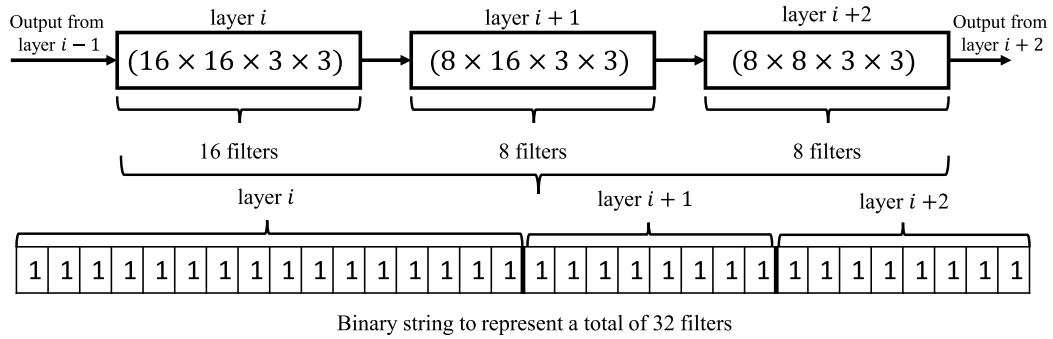 Output from
layer i − 1
layer i
layer i + 1
layer i +2
Output from
layer i + 2
(16 × 16 × 3 × 3)
(8 × 16 × 3 × 3)
(8 × 8 × 3 × 3)
16 filters
8 filters
8 filters
layer i
layer i + 1
layer i +2
1 1 1 1 1 1 1 1 1 1 1 1 1 1 1 1 1 1 1 1 1 1 1 1 1 1 1 1 1 1 1 1
Binary string to represent a total of 32 filters